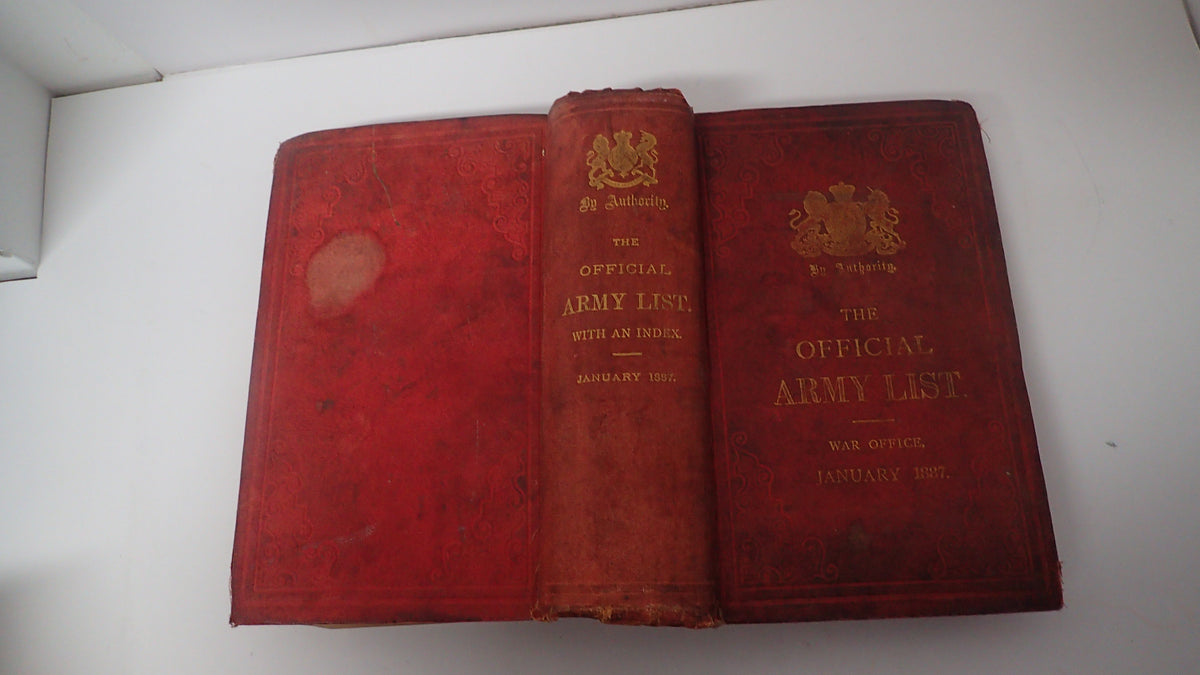 By Authority.
THE
OFFICIAL
ARMY LIST.
WITH AN INDEX.
JANUARY 1887.
By Authority.
THE
OFFICIAL
ARMY LIST.
WAR OFFICE,
JANUARY 1887.